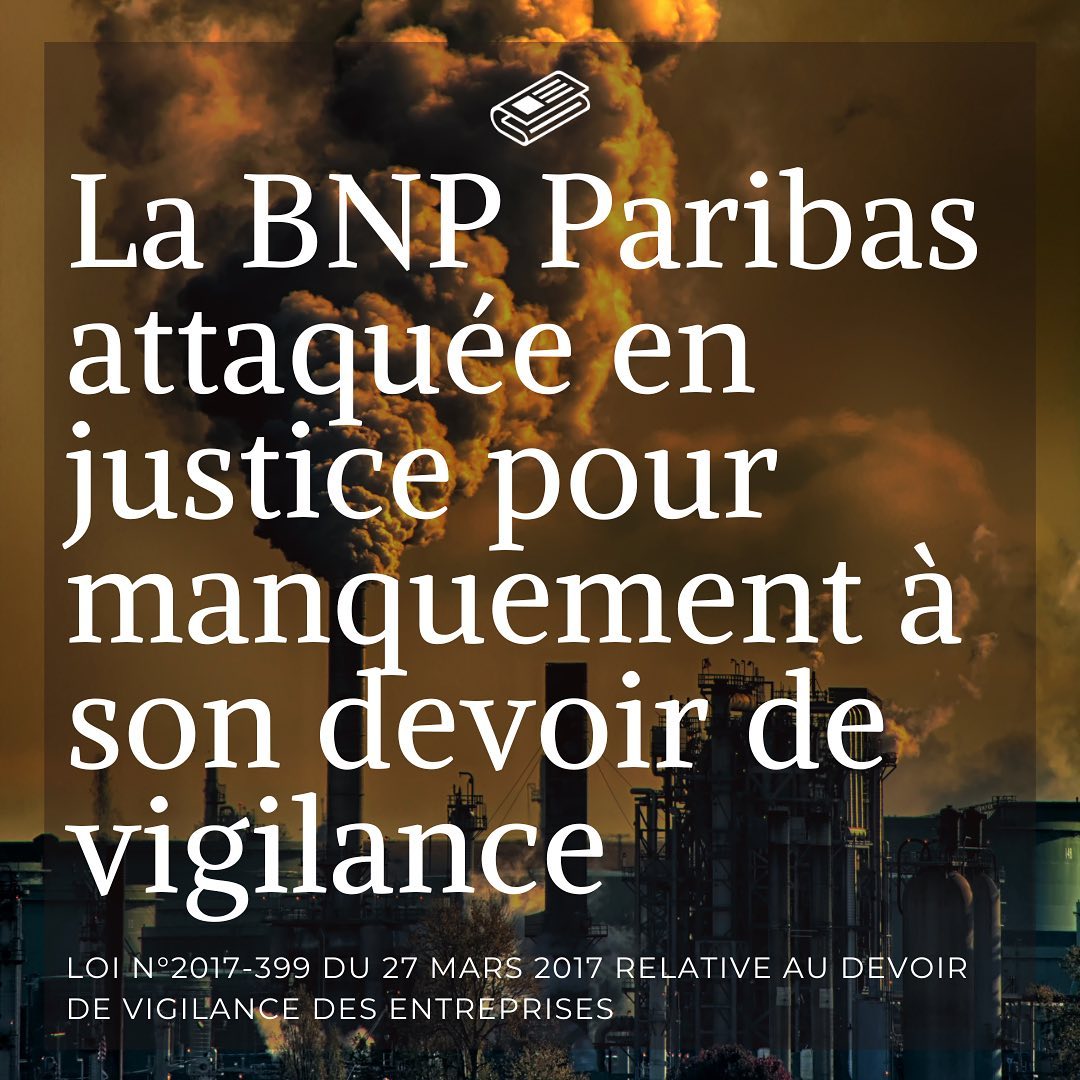 La BNP Paribas
attaquée en
justice pour
manquement à
son devoir de
vigilance
LOI N°2017-399 DU 27 MARS 2017 RELATIVE AU DEVOIR
DE VIGILANCE DES ENTREPRISES